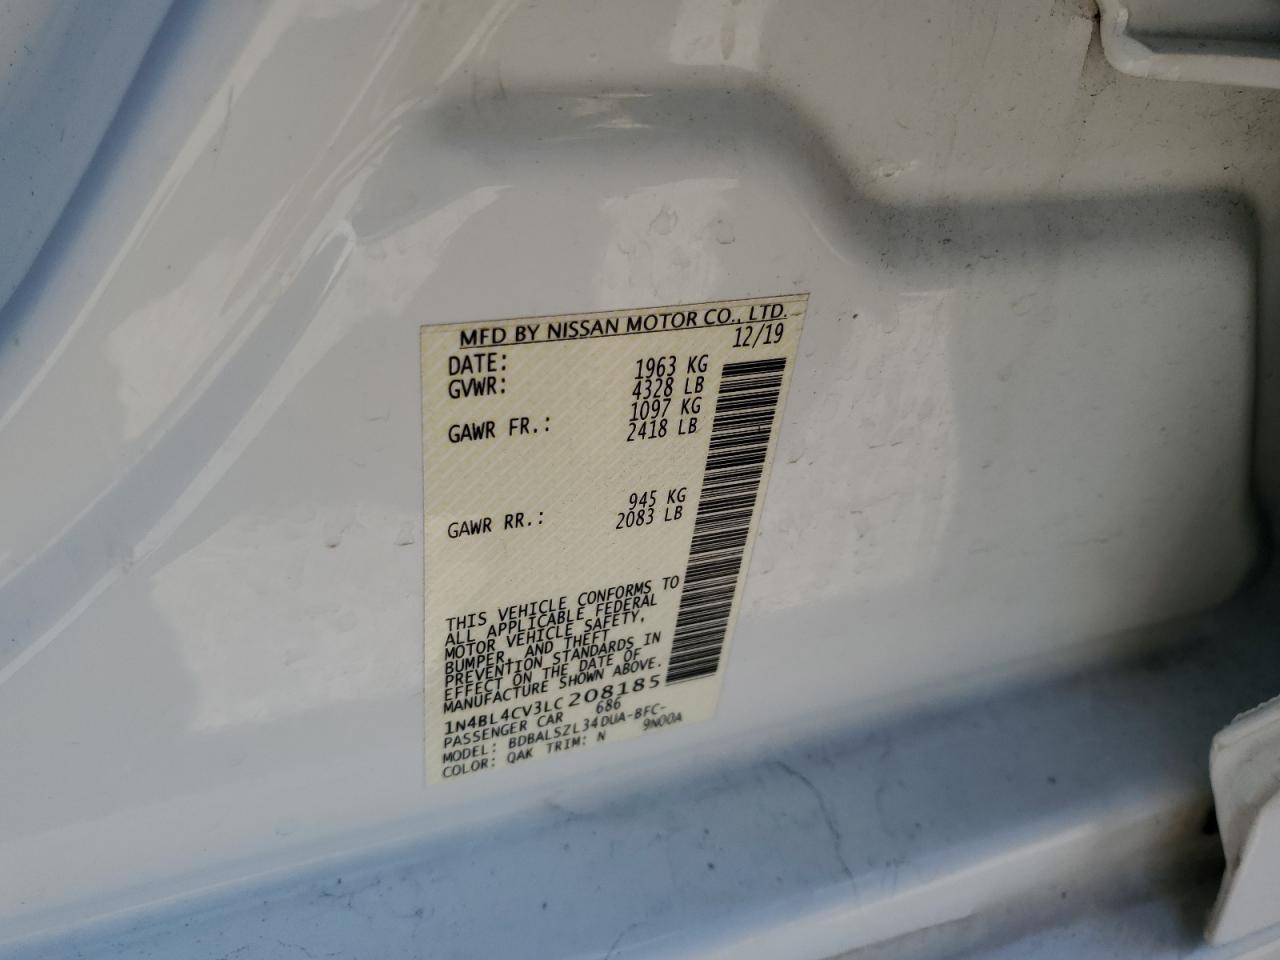 MFD BY NISSAN MOTOR CO., LTD.
DATE: 12/19
GVWR: 1963 KG
4328 LB
GAWR FR.: 1097 KG
2418 LB
GAWR RR.: 945 KG
2083 LB
THIS VEHICLE CONFORMS TO
ALL APPLICABLE FEDERAL
MOTOR VEHICLE SAFETY,
BUMPER, AND THEFT
PREVENTION STANDARDS IN
EFFECT ON THE DATE OF
MANUFACTURE SHOWN ABOVE.
1N4BL4CV3LC208185
PASSENGER CAR 686
MODEL: BDBALSZL34DUA-BFC-
COLOR: QAK TRIM: N 9N00A